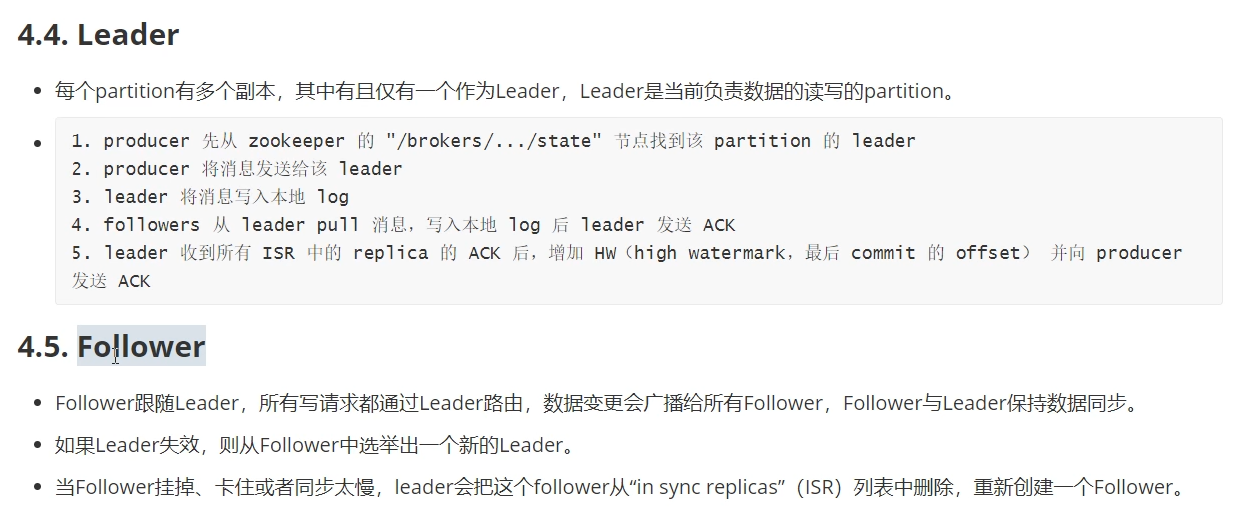 4.4. Leader
每个partition有多个副本，其中有且仅有一个作为Leader，Leader是当前负责数据的读写的partition。
1. producer 先从 zookeeper 的 "/brokers/.../state" 节点找到该 partition 的 leader
2. producer 将消息发送给该 leader
3. leader 将消息写入本地 log
4. followers 从 leader pull 消息，写入本地 log 后 leader 发送 ACK
5. leader 收到所有 ISR 中的 replica 的 ACK 后，增加 HW（high watermark，最后 commit 的 offset） 并向 producer
发送 ACK
4.5. Follower
Follower跟随Leader，所有写请求都通过Leader路由，数据变更会广播给所有Follower，Follower与Leader保持数据同步。
如果Leader失效，则从Follower中选举出一个新的Leader。
当Follower挂掉、卡住或者同步太慢，leader会把这个follower从“in sync replicas”（ISR）列表中删除，重新创建一个Follower。